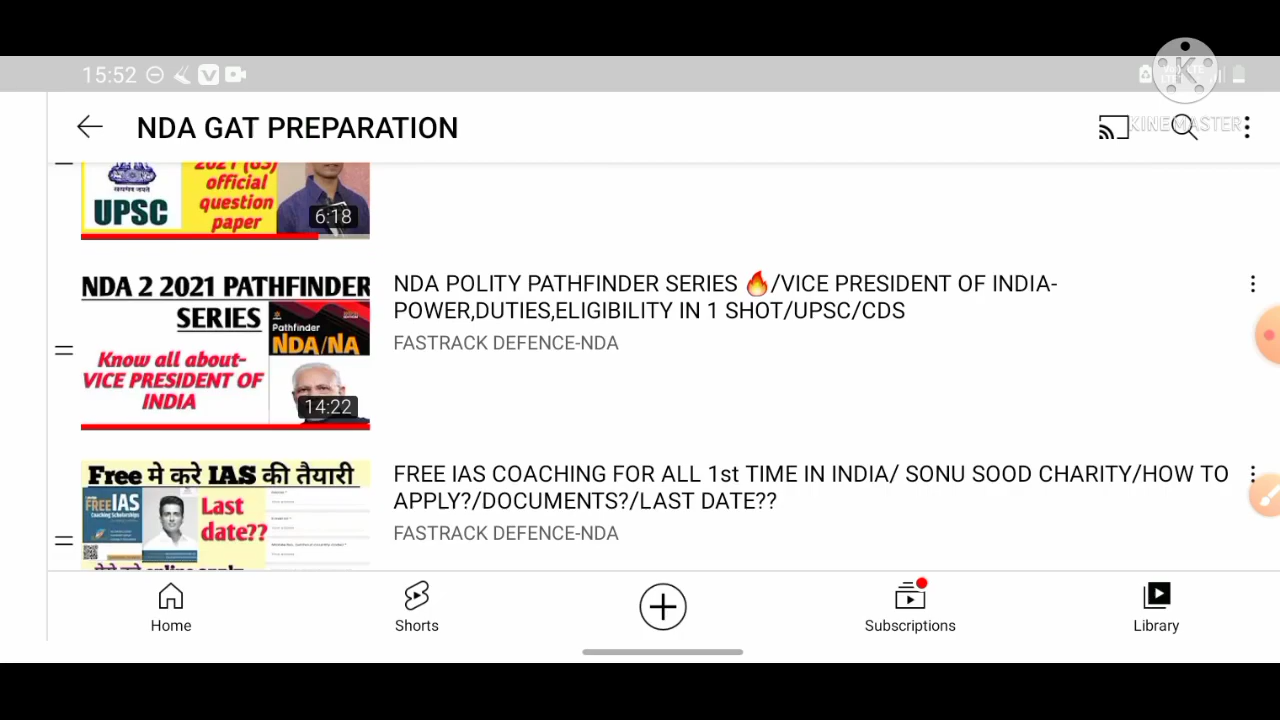 15:52
KINEMASTER
NDA GAT PREPARATION
2021 (GS)
official
question
paper
UPSC
6:18
NDA 2 2021 PATHFINDER
SERIES
Pathfinder
NDA/NA
Know all about-
VICE PRESIDENT OF
INDIA
14:22
NDA POLITY PATHFINDER SERIES 🔥/VICE PRESIDENT OF INDIA-
POWER,DUTIES,ELIGIBILITY IN 1 SHOT/UPSC/CDS
FASTRACK DEFENCE-NDA
Free मे करे IAS की तैयारी
FREE IAS
Coaching Scholarships
Last
date??
FREE IAS COACHING FOR ALL 1st TIME IN INDIA/ SONU SOOD CHARITY/HOW TO
APPLY?/DOCUMENTS?/LAST DATE??
FASTRACK DEFENCE-NDA
Home
Shorts
Subscriptions
Library